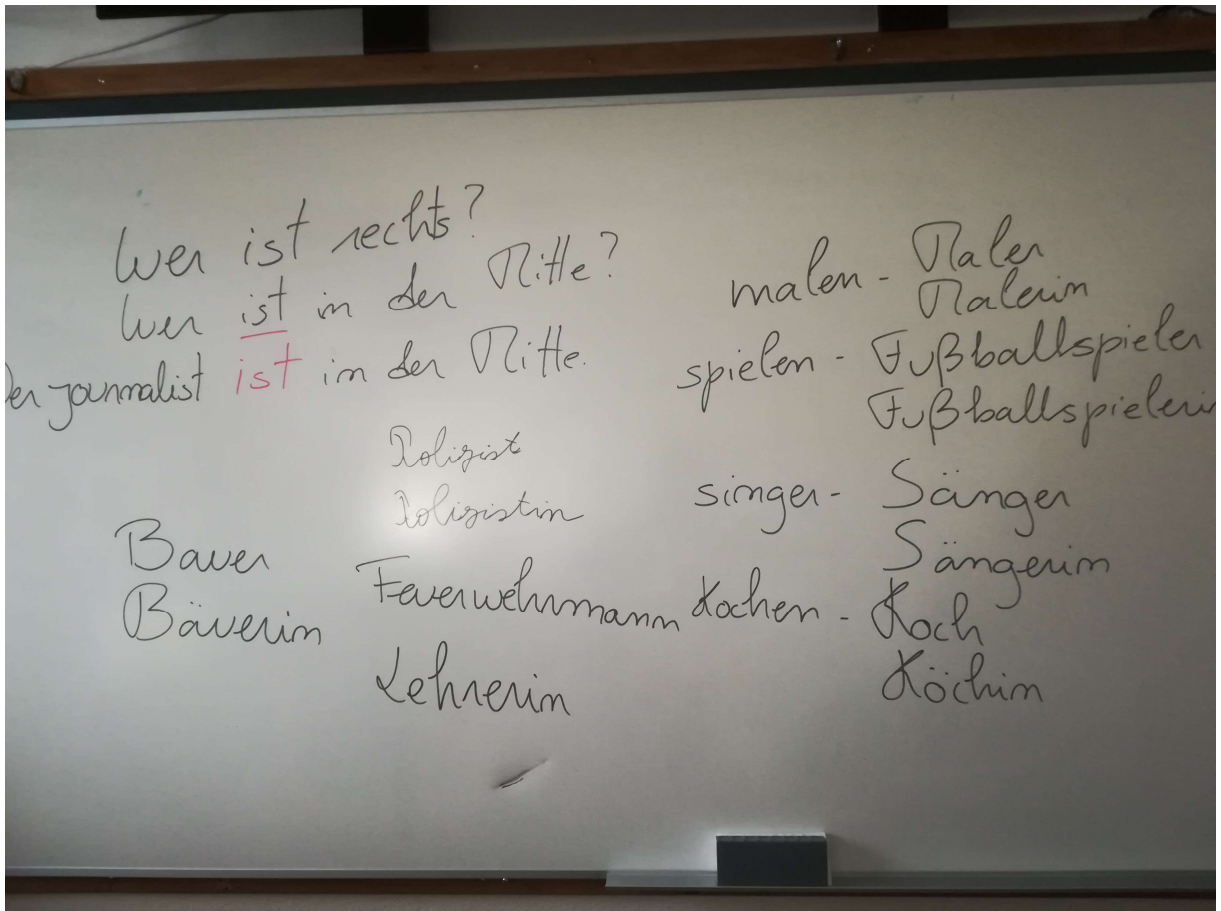 Wer ist rechts?
Wer ist in der Mitte?
Der journalist ist in der Mitte.
Polizist
Polizistin
Bauer
Bäuerin
Feuerwehrmann
Lehrerin
malen - Maler
Malerin
spielen - Fußballspieler
Fußballspielerin
singer - Sänger
Sängerin
Kochen - Koch
Köchin